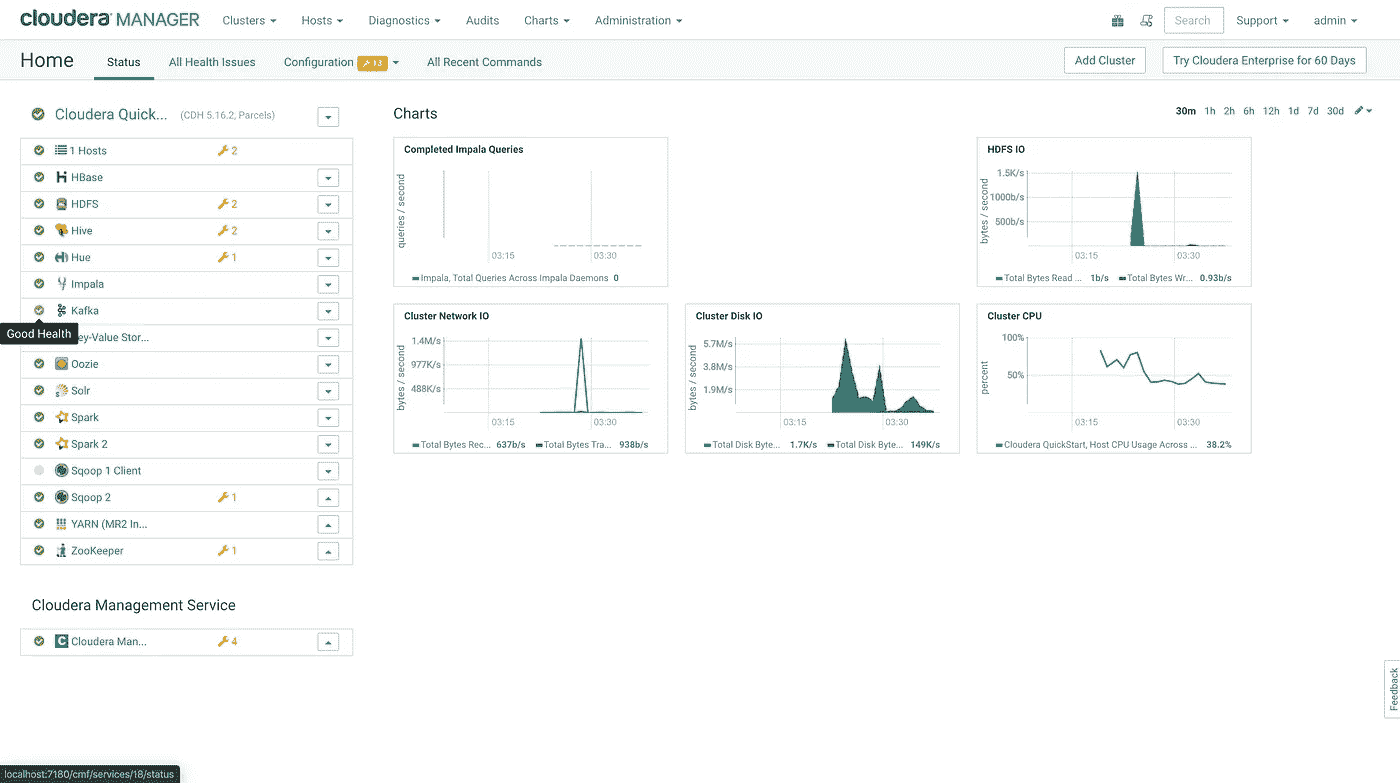 cloudera MANAGER Clusters Hosts Diagnostics Audits Charts Administration Search Support admin
Home Status All Health Issues Configuration 13 All Recent Commands Add Cluster Try Cloudera Enterprise for 60 Days
Cloudera Quick... (CDH 5.16.2, Parcels)
1 Hosts 2
HBase
HDFS 2
Hive 2
Hue 1
Impala
Kafka
Good Health
ey-Value Stor...
Oozie
Solr
Spark
Spark 2
Sqoop 1 Client
Sqoop 2 1
YARN (MR2 In...
ZooKeeper 1
Cloudera Management Service
Cloudera Man... 4
Charts 30m 1h 2h 6h 12h 1d 7d 30d
Completed Impala Queries
queries / second
03:15 03:30
Impala, Total Queries Across Impala Daemons 0
HDFS IO
bytes / second
1.5K/s
1000b/s
500b/s
03:15 03:30
Total Bytes Read ... 1b/s Total Bytes Wr... 0.93b/s
Cluster Network IO
bytes / second
1.4M/s
977K/s
488K/s
03:15 03:30
Total Bytes Rec... 637b/s Total Bytes Tra... 938b/s
Cluster Disk IO
bytes / second
5.7M/s
3.8M/s
1.9M/s
03:15 03:30
Total Disk Byte... 1.7K/s Total Disk Byte... 149K/s
Cluster CPU
percent
100%
50%
03:15 03:30
Cloudera QuickStart, Host CPU Usage Across ... 38.2%
Feedback
localhost:7180/cmf/services/18/status